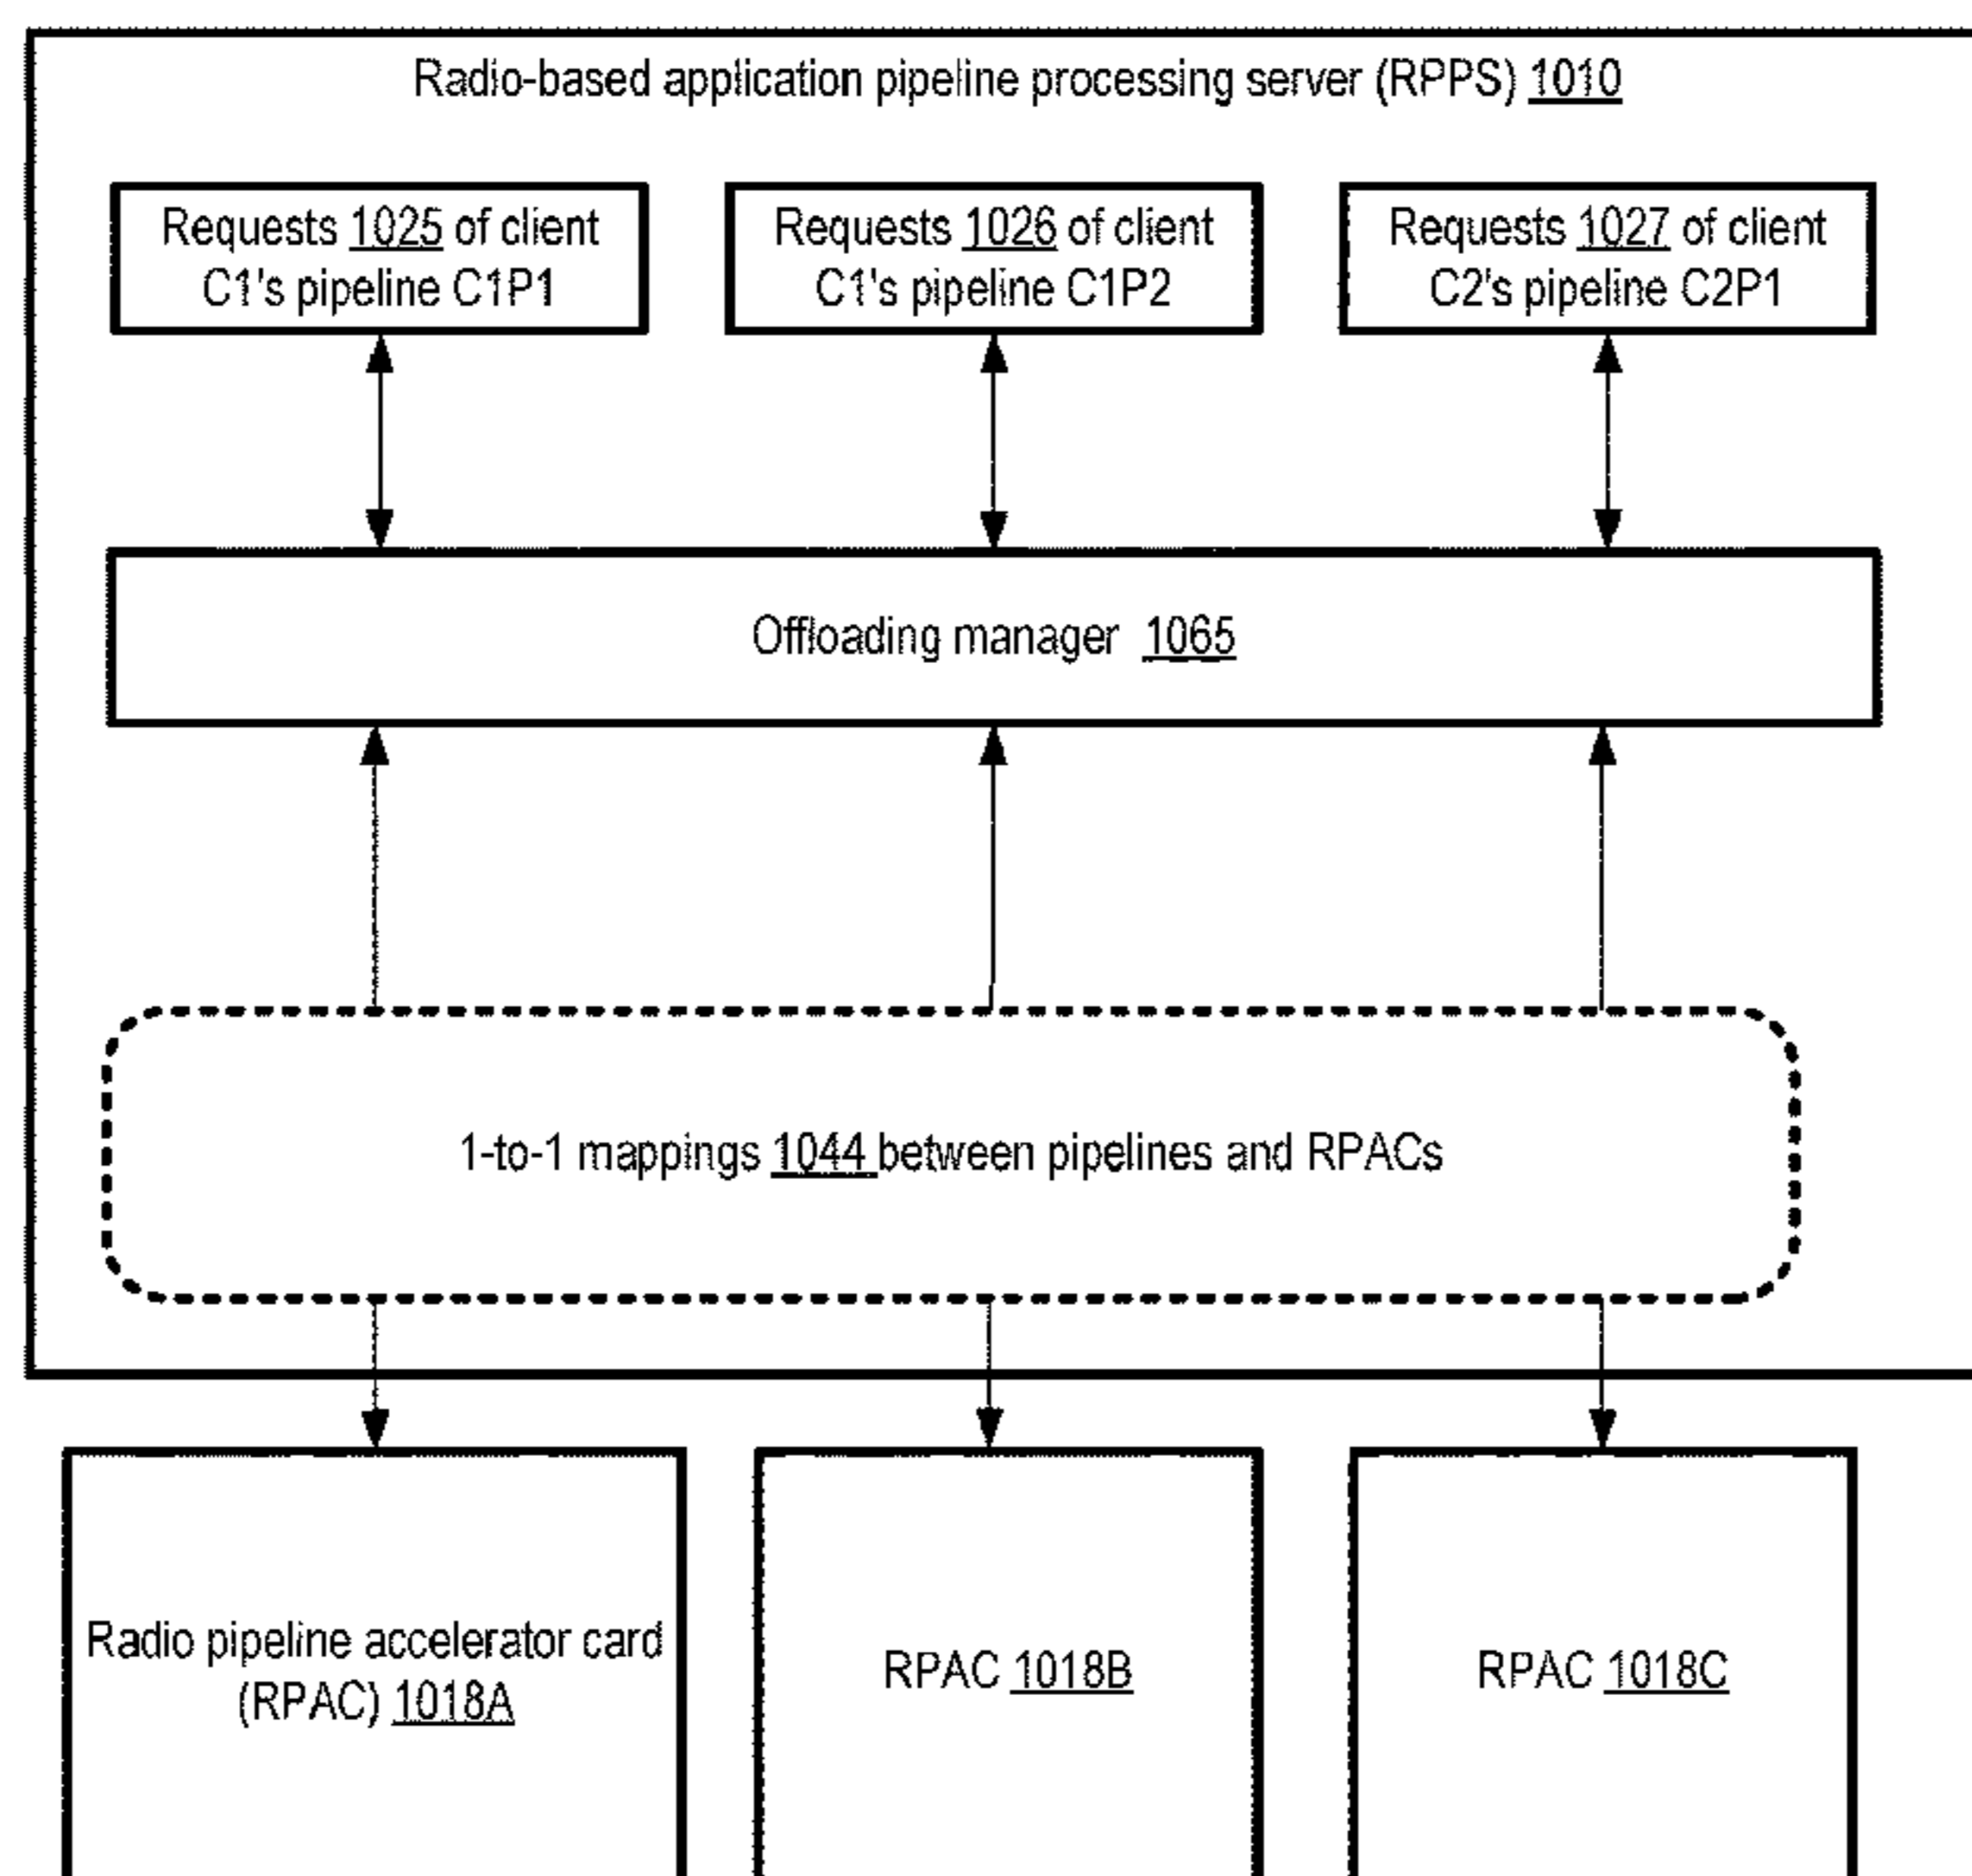 Radio-based application pipeline processing server (RPPS) 1010
Requests 1025 of client
C1's pipeline C1P1
Requests 1026 of client
C1's pipeline C1P2
Requests 1027 of client
C2's pipeline C2P1
Offloading manager 1065
1-to-1 mappings 1044 between pipelines and RPACs
Radio pipeline accelerator card
(RPAC) 1018A
RPAC 1018B
RPAC 1018C